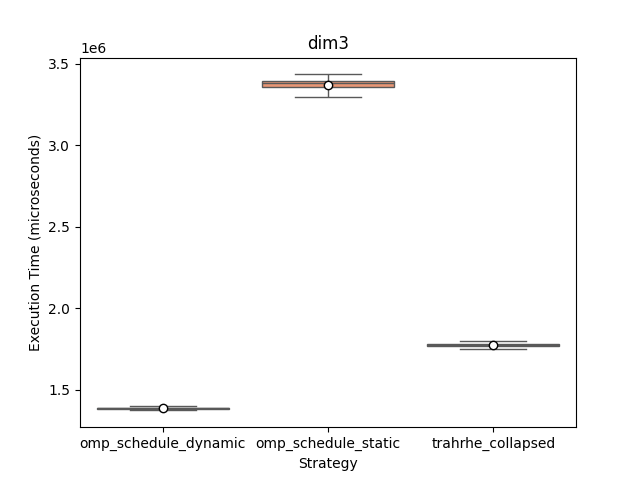 dim3
1e6
3.5
3.0
2.5
2.0
1.5
Execution Time (microseconds)
omp_schedule_dynamic omp_schedule_static trahrhe_collapsed
Strategy